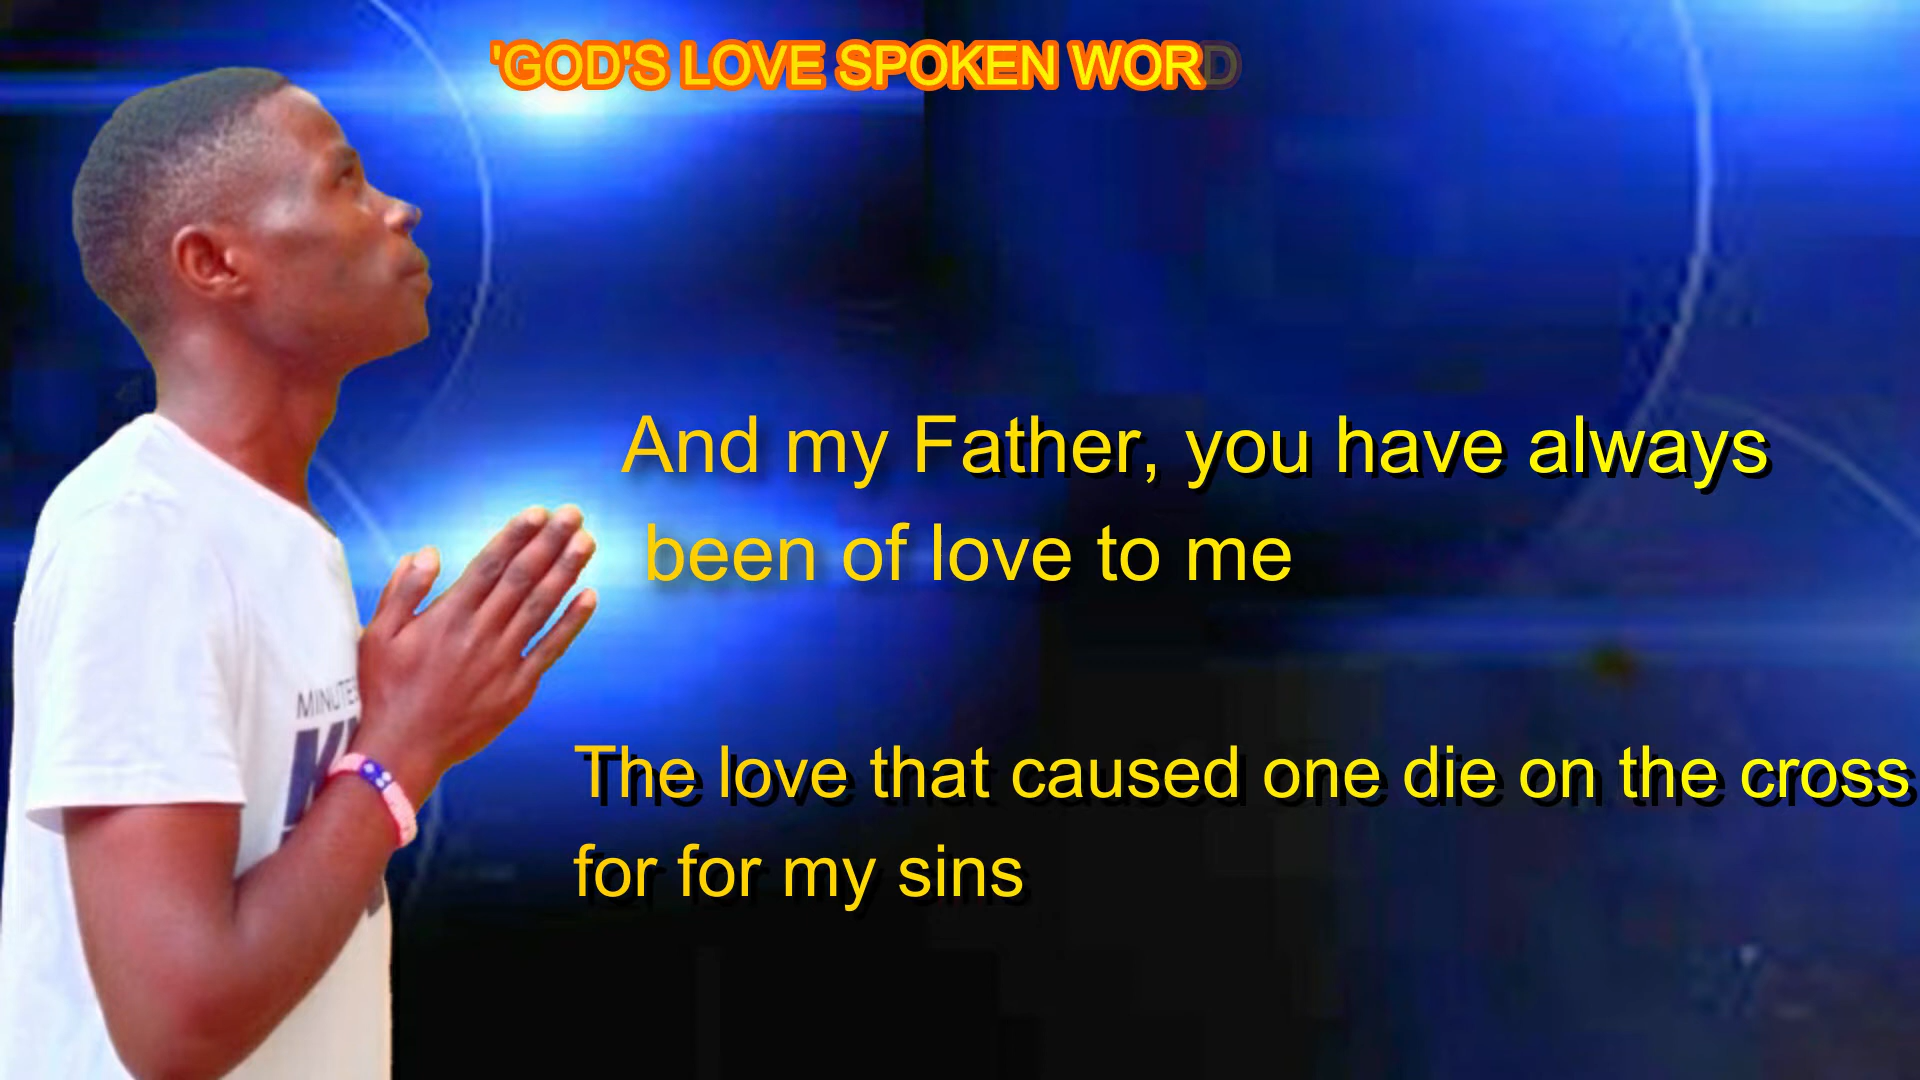 'GOD'S LOVE SPOKEN WORD
And my Father, you have always
been of love to me
The love that caused one die on the cross
for for my sins
MINUTE